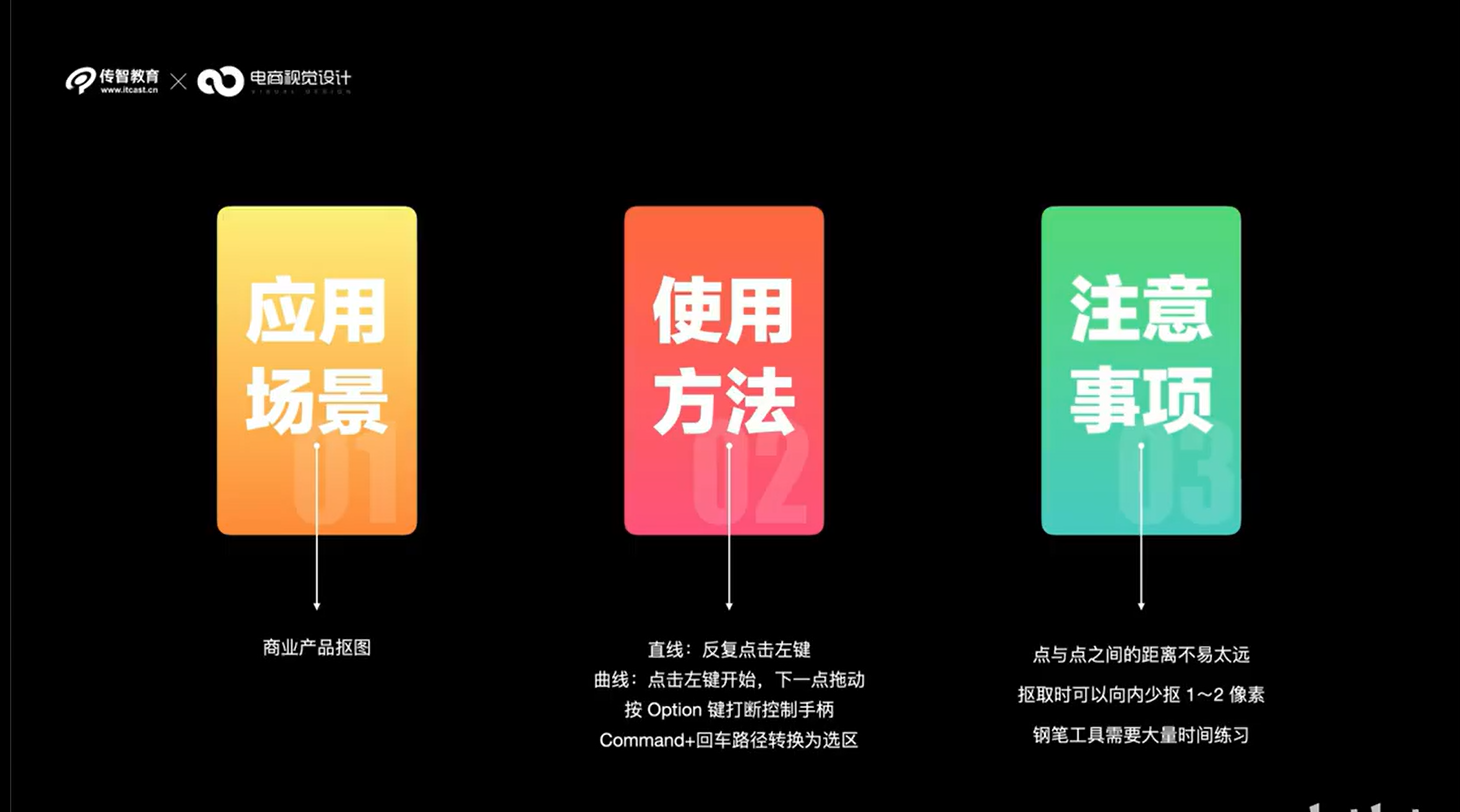 传智教育
www.itcast.cn
电商视觉设计
VISUAL DESIGN
应用
场景
01
商业产品抠图
使用
方法
02
直线：反复点击左键
曲线：点击左键开始，下一点拖动
按 Option 键打断控制手柄
Command+回车路径转换为选区
注意
事项
03
点与点之间的距离不易太远
抠取时可以向内少抠 1～2 像素
钢笔工具需要大量时间练习